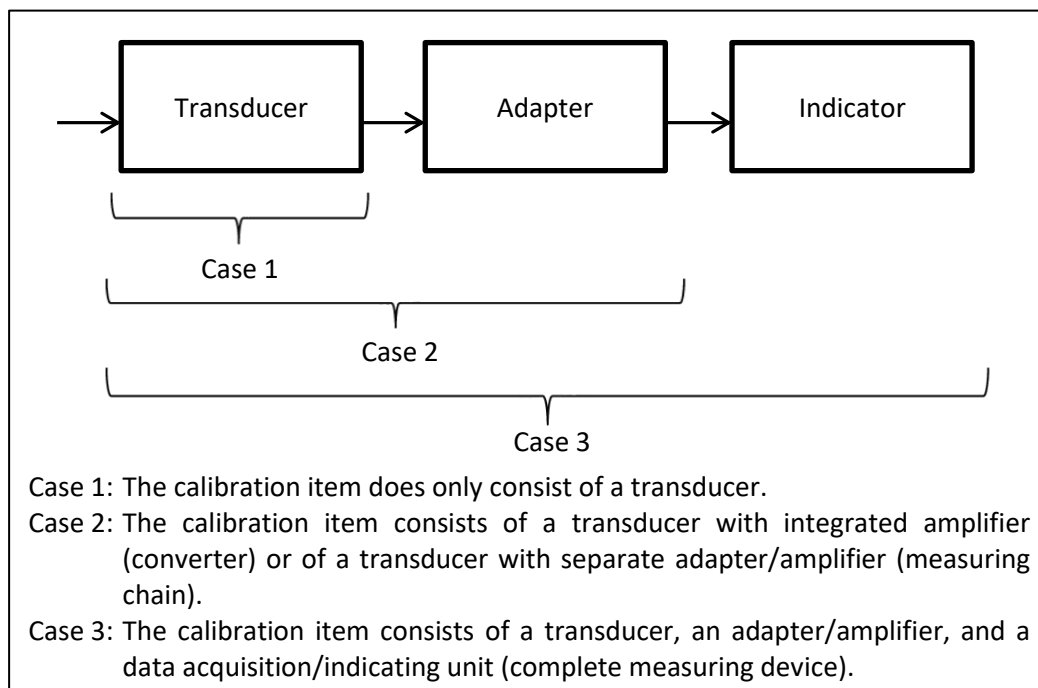 Transducer
Adapter
Indicator
Case 1
Case 2
Case 3
Case 1: The calibration item does only consist of a transducer.
Case 2: The calibration item consists of a transducer with integrated amplifier
(converter) or of a transducer with separate adapter/amplifier (measuring
chain).
Case 3: The calibration item consists of a transducer, an adapter/amplifier, and a
data acquisition/indicating unit (complete measuring device).